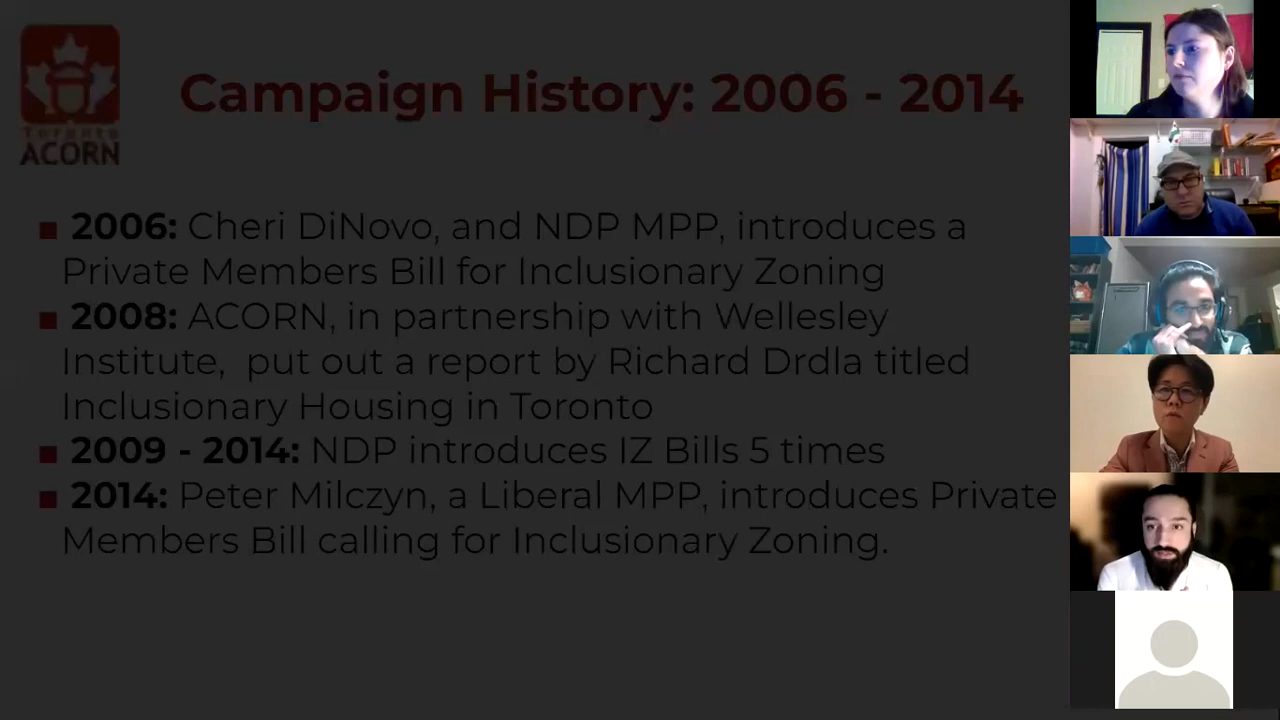 Toronto
ACORN
Campaign History: 2006 - 2014
2006: Cheri DiNovo, and NDP MPP, introduces a
Private Members Bill for Inclusionary Zoning
2008: ACORN, in partnership with Wellesley
Institute, put out a report by Richard Drdla titled
Inclusionary Housing in Toronto
2009 - 2014: NDP introduces IZ Bills 5 times
2014: Peter Milczyn, a Liberal MPP, introduces Private
Members Bill calling for Inclusionary Zoning.